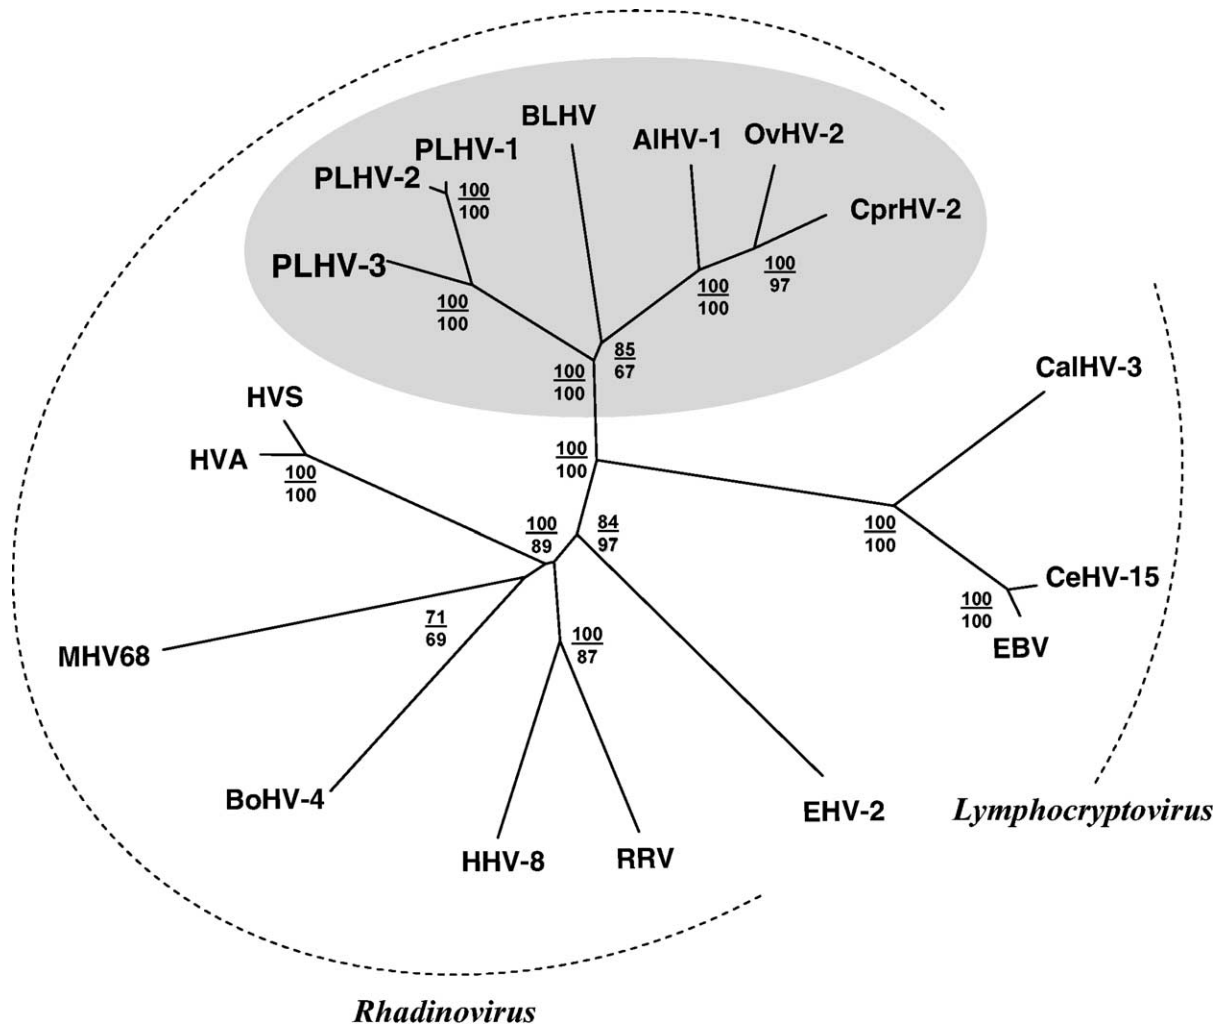 BLHV
AlHV-1
OvHV-2
PLHV-1
PLHV-2
100
100
CprHV-2
PLHV-3
100
97
100
100
100
100
85
67
100
100
CalHV-3
HVS
HVA
100
100
100
100
100
89
84
97
100
100
CeHV-15
100
100
EBV
MHV68
71
69
100
87
BoHV-4
EHV-2
Lymphocryptovirus
HHV-8
RRV
Rhadinovirus